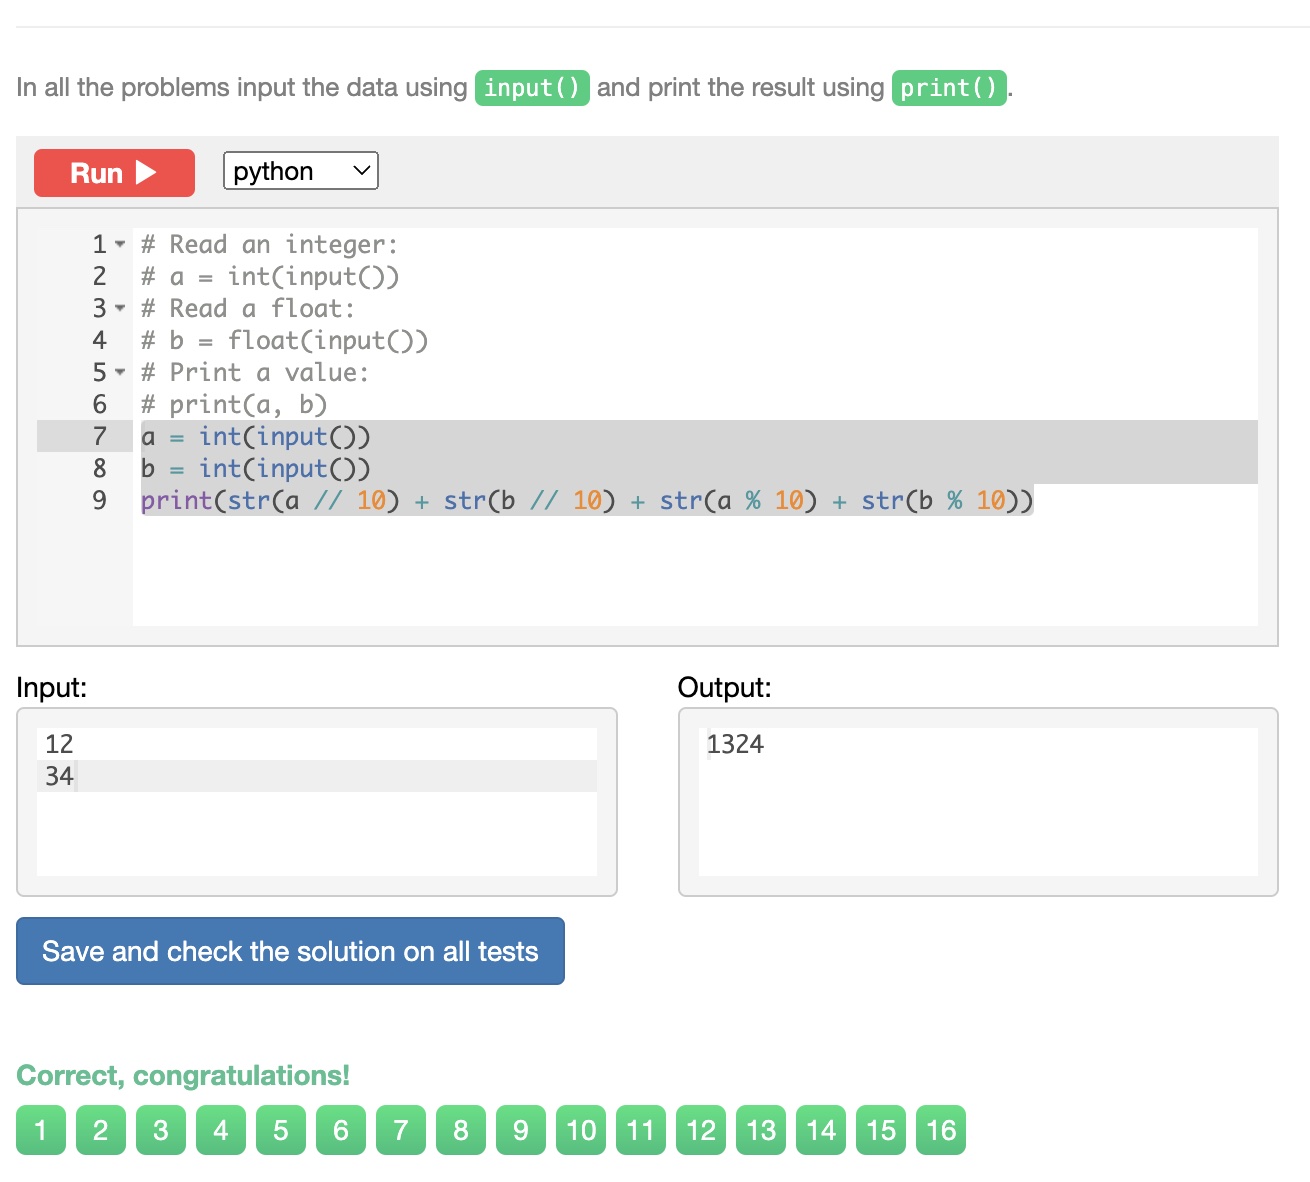 In all the problems input the data using input() and print the result using print().
Run
python
1 # Read an integer:
2 # a = int(input())
3 # Read a float:
4 # b = float(input())
5 # Print a value:
6 # print(a, b)
7 a = int(input())
8 b = int(input())
9 print(str(a // 10) + str(b // 10) + str(a % 10) + str(b % 10))
Input:
12
34
Output:
1324
Save and check the solution on all tests
Correct, congratulations!
1 2 3 4 5 6 7 8 9 10 11 12 13 14 15 16